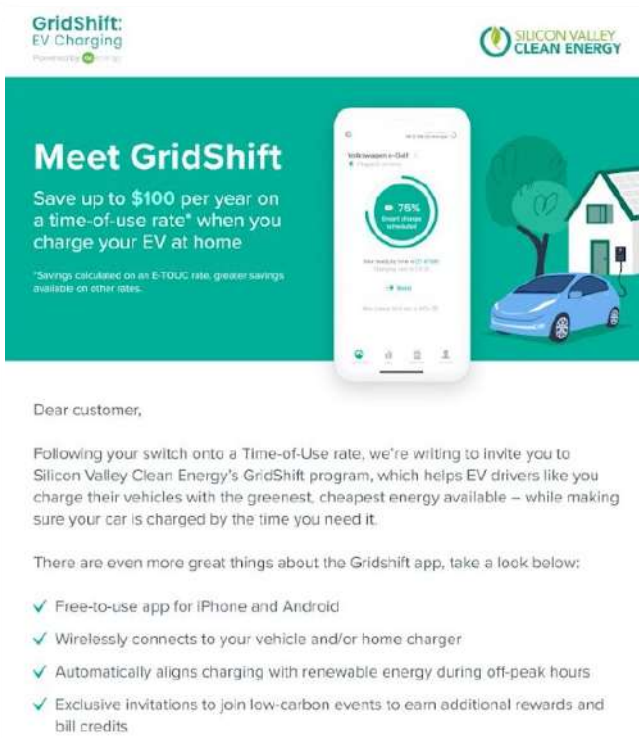 GridShift:
EV Charging
Powered by
SILICON VALLEY
CLEAN ENERGY
Meet GridShift
Save up to $100 per year on
a time-of-use rate* when you
charge your EV at home
*Savings calculated on an E-TOUC rate, greater savings
available on other rates.
Volkswagen e-Golf
75%
Smart charge
scheduled
Boost
Dear customer,
Following your switch onto a Time-of-Use rate, we're writing to invite you to
Silicon Valley Clean Energy's GridShift program, which helps EV drivers like you
charge their vehicles with the greenest, cheapest energy available – while making
sure your car is charged by the time you need it.
There are even more great things about the Gridshift app, take a look below:
✓ Free-to-use app for iPhone and Android
✓ Wirelessly connects to your vehicle and/or home charger
✓ Automatically aligns charging with renewable energy during off-peak hours
✓ Exclusive invitations to join low-carbon events to earn additional rewards and
bill credits